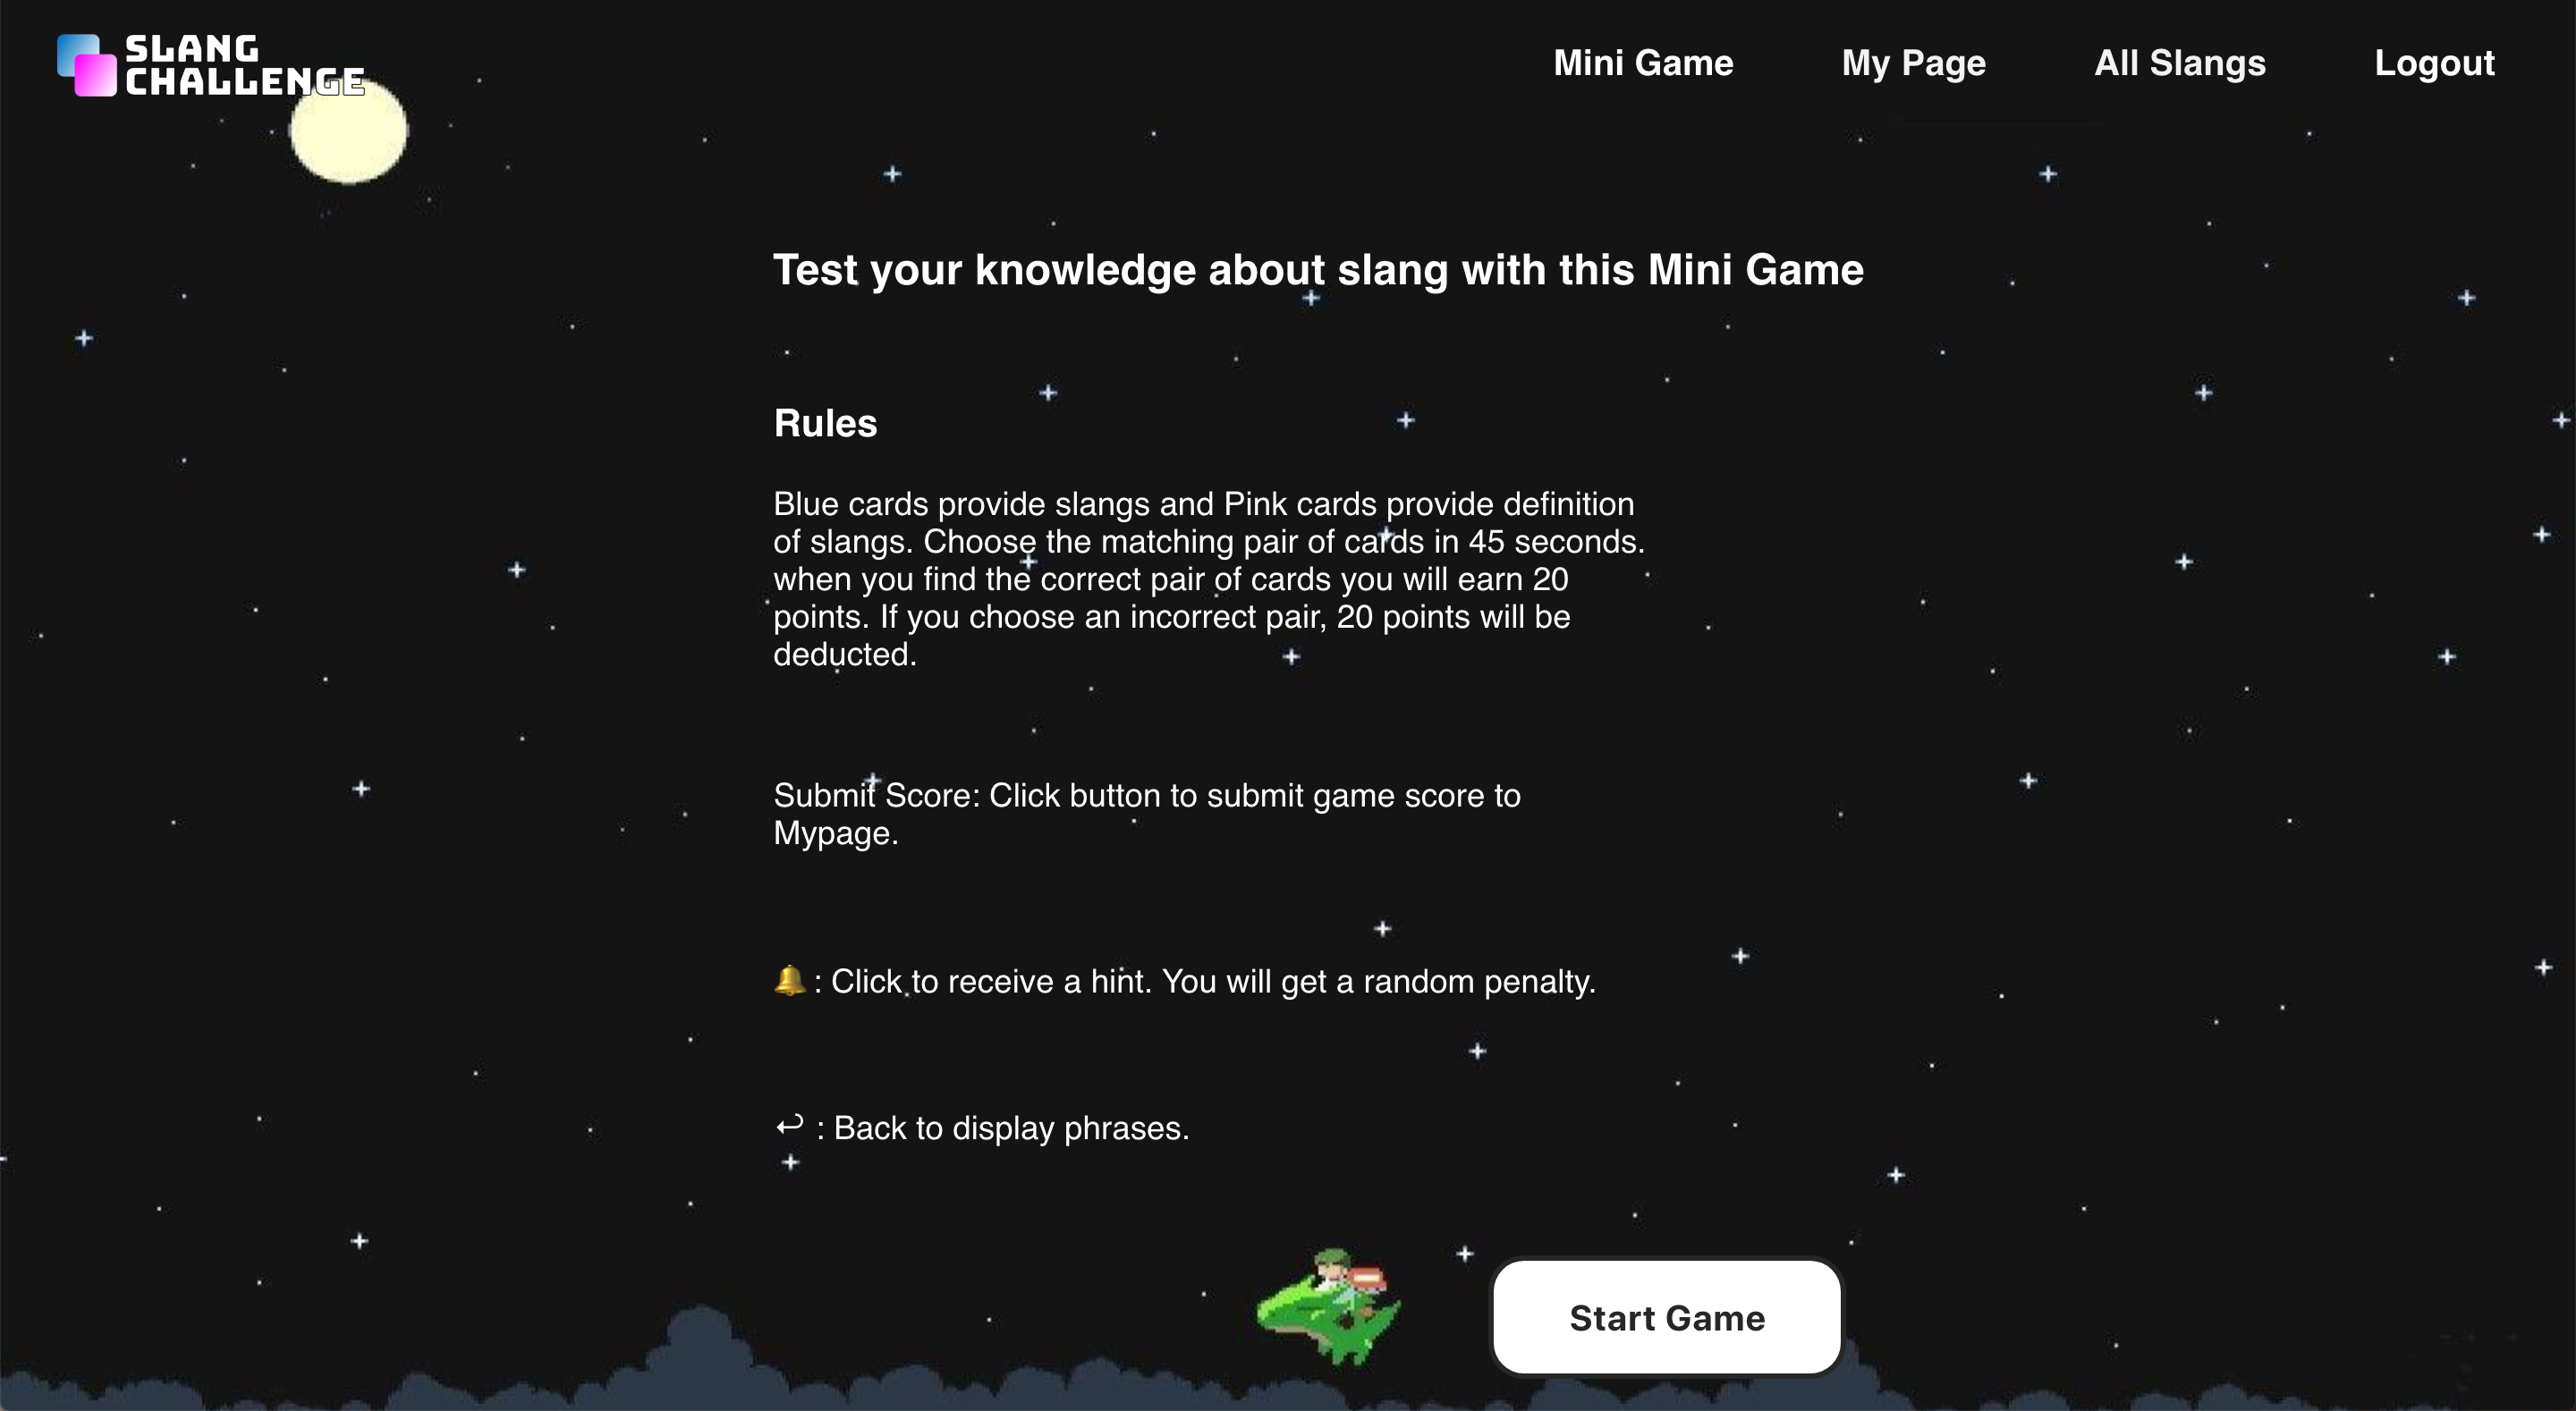 SLANG
CHALLENGE
Mini Game
My Page
All Slangs
Logout
Test your knowledge about slang with this Mini Game
Rules
Blue cards provide slangs and Pink cards provide definition
of slangs. Choose the matching pair of cards in 45 seconds.
when you find the correct pair of cards you will earn 20
points. If you choose an incorrect pair, 20 points will be
deducted.
Submit Score: Click button to submit game score to
Mypage.
🔔 : Click to receive a hint. You will get a random penalty.
↩ : Back to display phrases.
Start Game